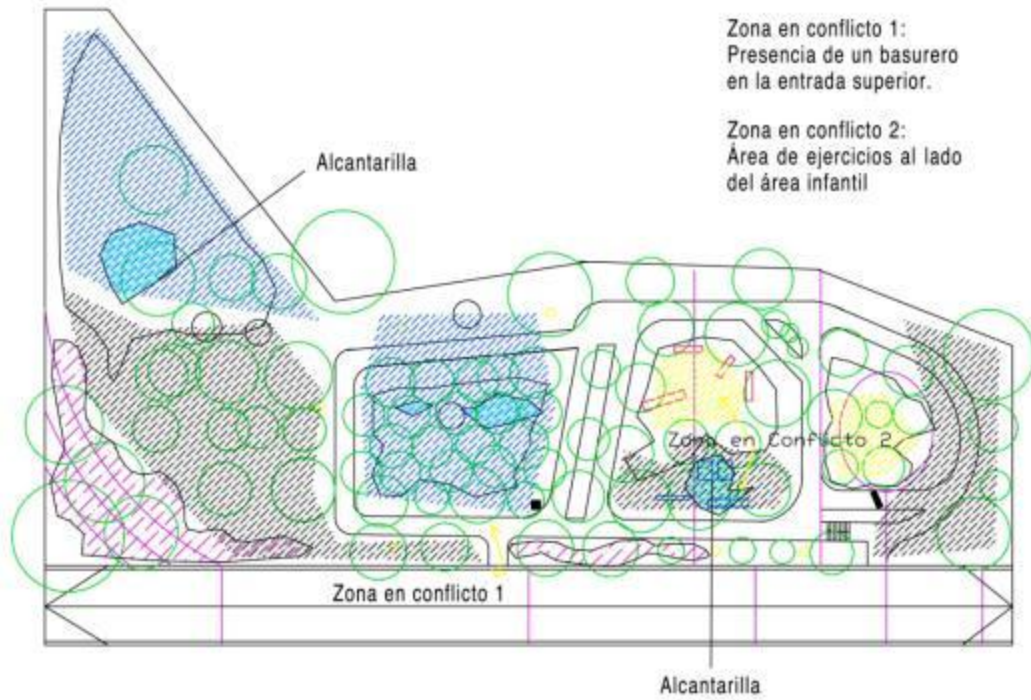 Zona en conflicto 1:
Presencia de un basurero
en la entrada superior.
Zona en conflicto 2:
Área de ejercicios al lado
del área infantil
Alcantarilla
Zona en Conflicto 2
Zona en conflicto 1
Alcantarilla